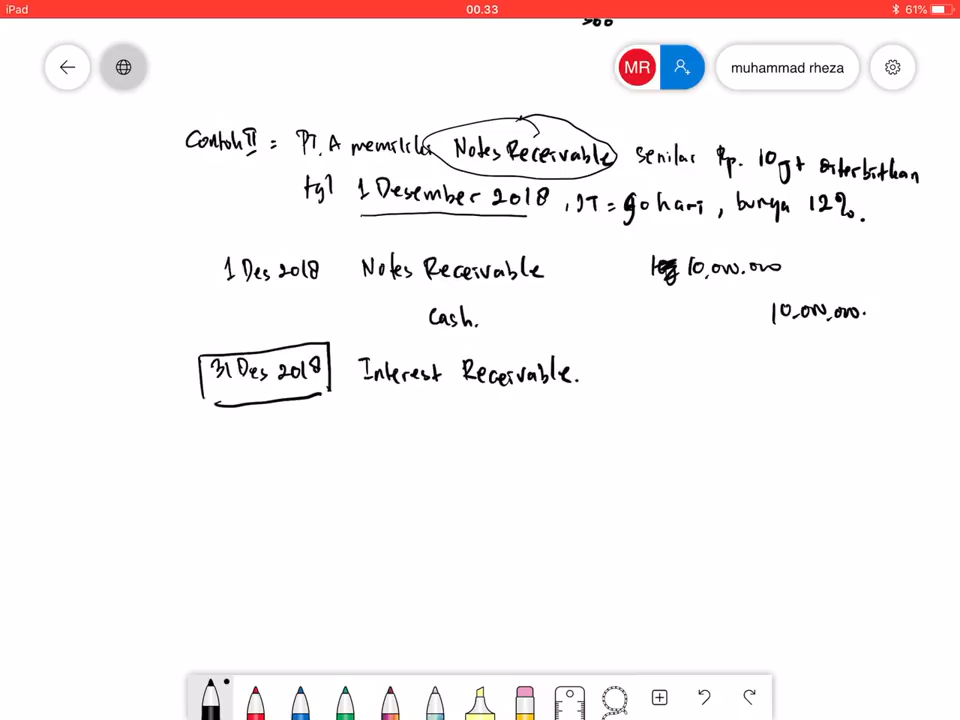 iPad 00.33 61%
360
MR muhammad rheza
Contoh II = PT. A memiliki Notes Receivable senilai Rp. 10jt diterbitkan
tgl 1 Desember 2018, JT = 90 hari, bunga 12%.
1 Des 2018 Notes Receivable 10.000.000
Cash. 10.000.000.
31 Des 2018 Interest Receivable.